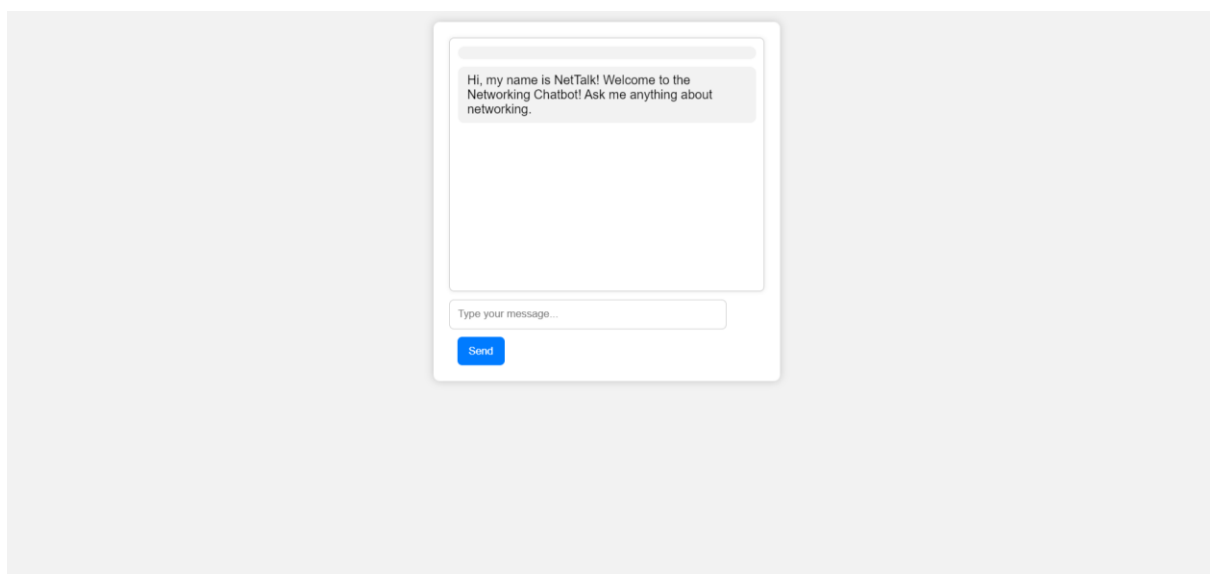 Hi, my name is NetTalk! Welcome to the
Networking Chatbot! Ask me anything about
networking.
Type your message...
Send